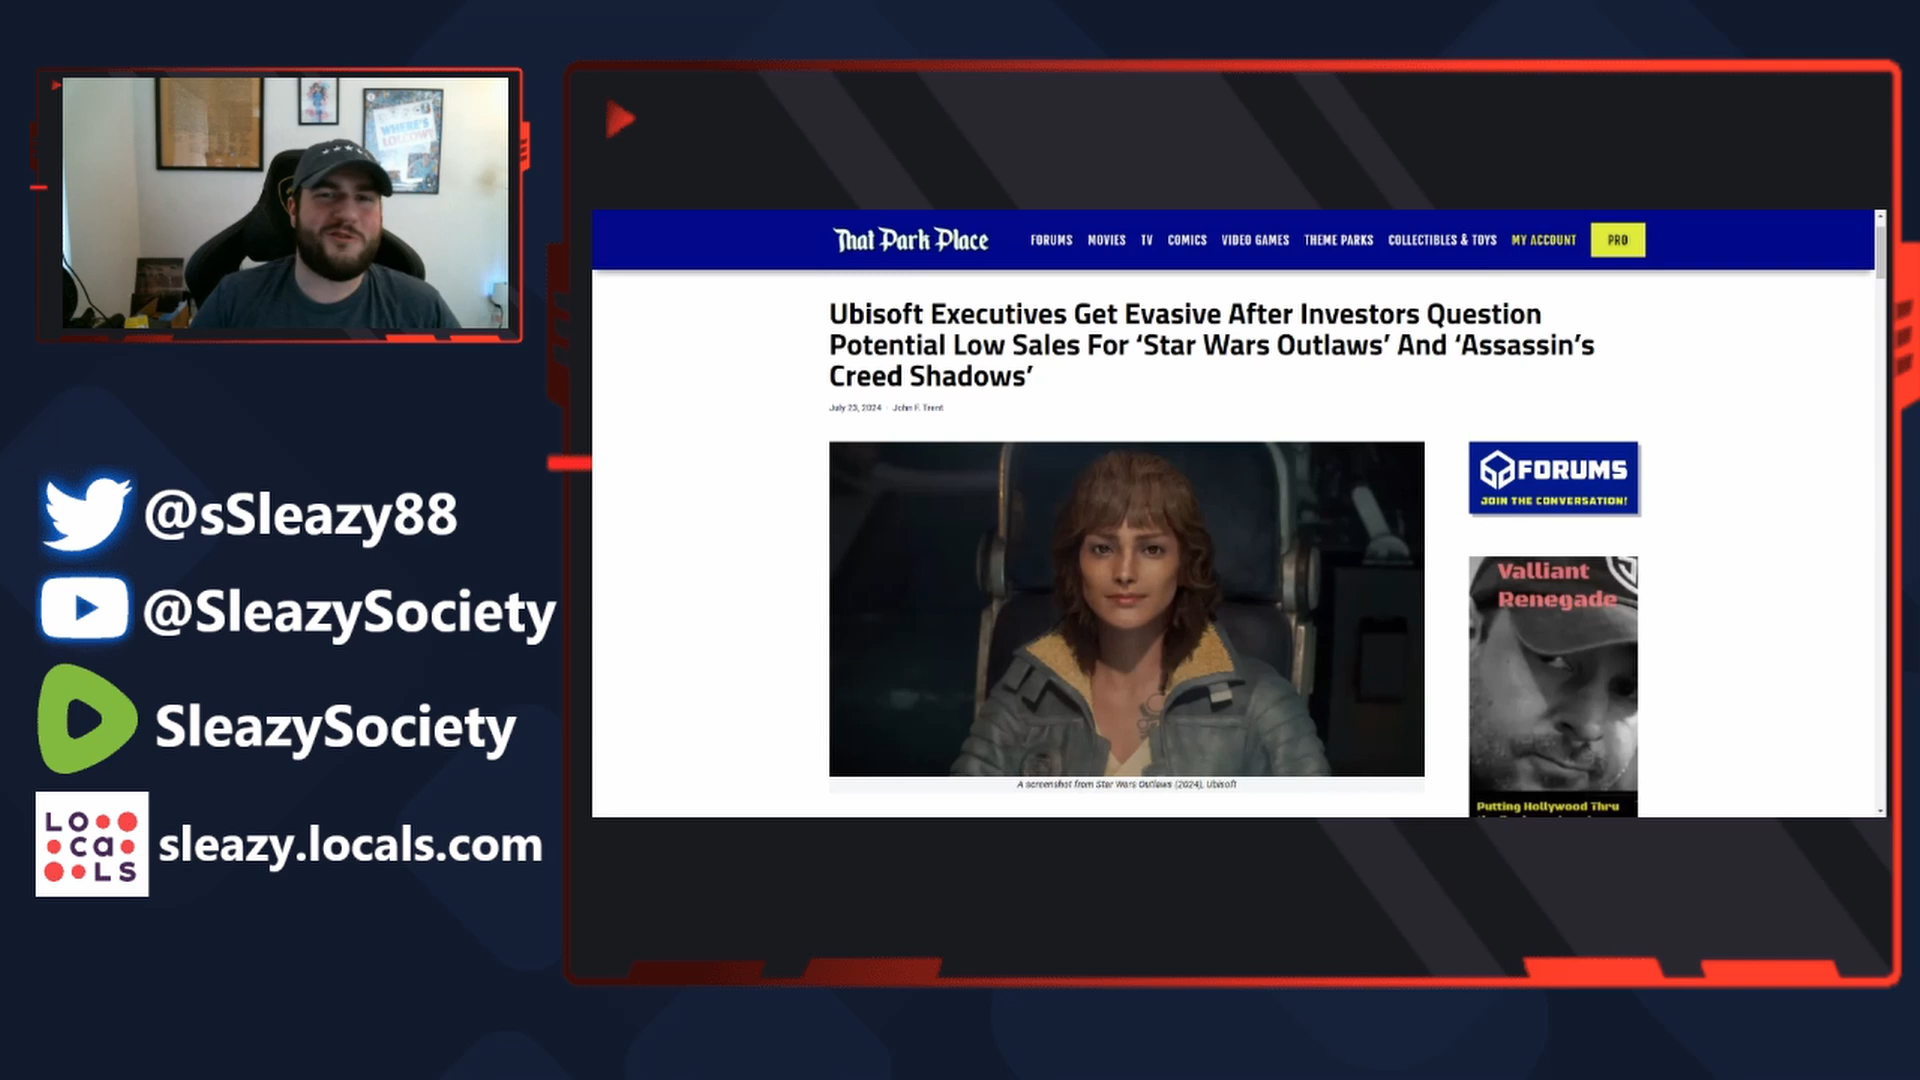 WHERE'S
LOLCOW?
@sSleazy88
@SleazySociety
SleazySociety
LOcaLS
sleazy.locals.com
That Park Place
FORUMS MOVIES TV COMICS VIDEO GAMES THEME PARKS COLLECTIBLES & TOYS MY ACCOUNT PRO
Ubisoft Executives Get Evasive After Investors Question
Potential Low Sales For ‘Star Wars Outlaws’ And ‘Assassin’s
Creed Shadows’
July 23, 2024 · John F. Trent
A screenshot from Star Wars Outlaws (2024), Ubisoft
FORUMS
JOIN THE CONVERSATION!
Valliant
Renegade
Putting Hollywood Thru